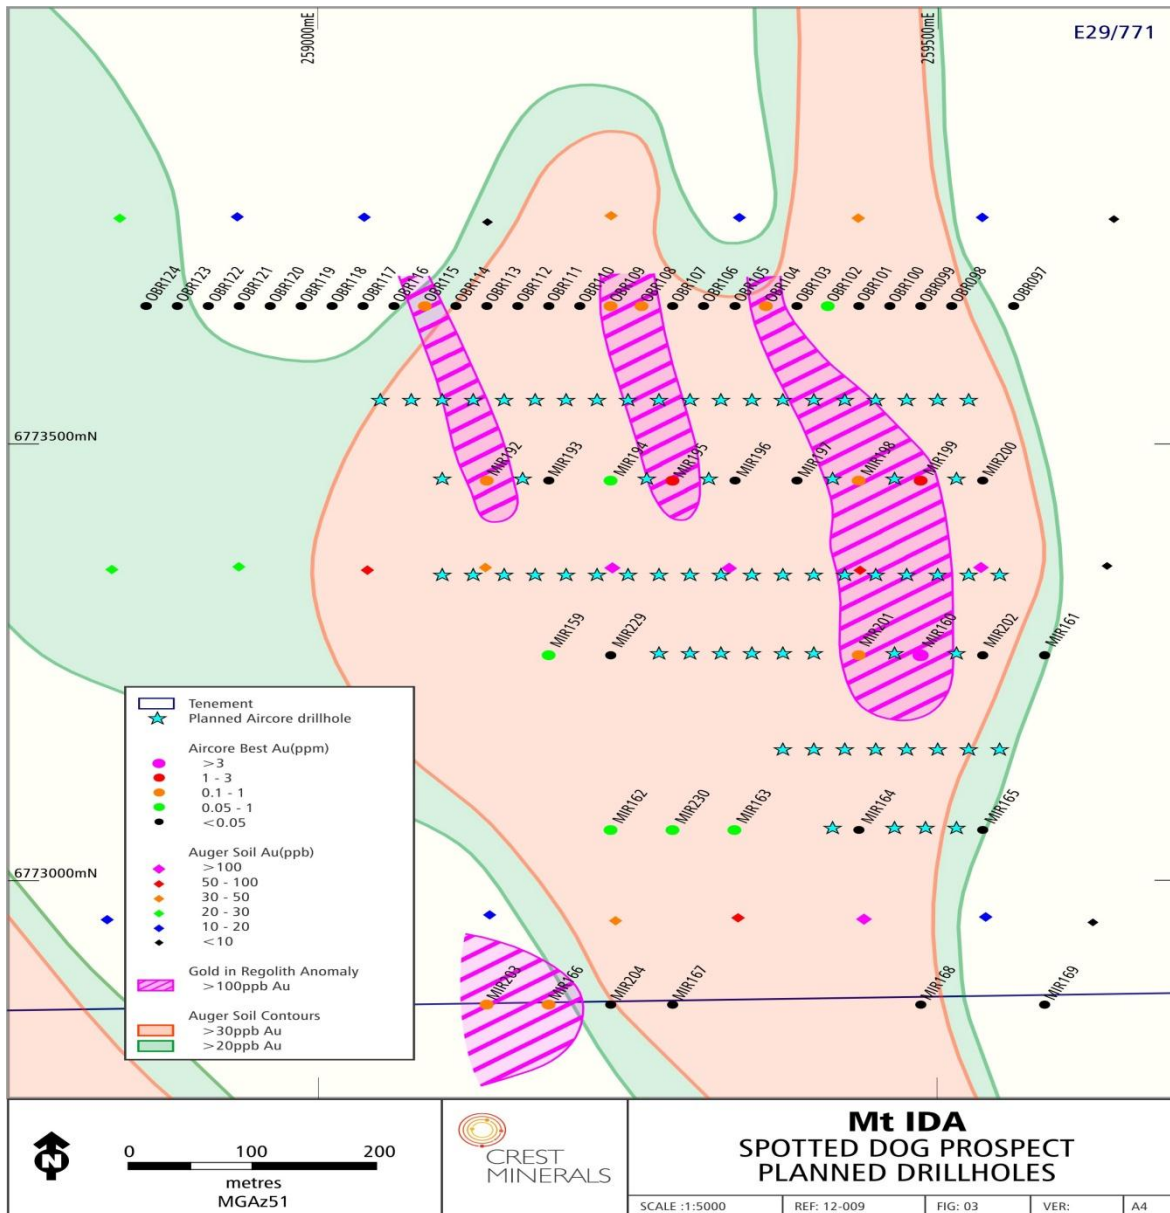 259000mE
259500mE
E29/771
OBR124
OBR123
OBR122
OBR121
OBR120
OBR119
OBR118
OBR117
OBR116
OBR115
OBR114
OBR113
OBR112
OBR111
OBR110
OBR109
OBR108
OBR107
OBR106
OBR105
OBR104
OBR103
OBR102
OBR101
OBR100
OBR099
OBR098
OBR097
6773500mN
MIR192
MIR193
MIR194
MIR195
MIR196
MIR197
MIR198
MIR199
MIR200
MIR159
MIR229
MIR201
MIR160
MIR202
MIR161
Tenement
Planned Aircore drillhole
Aircore Best Au(ppm)
>3
1 - 3
0.1 - 1
0.05 - 1
<0.05
Auger Soil Au(ppb)
>100
50 - 100
30 - 50
20 - 30
10 - 20
<10
Gold in Regolith Anomaly
>100ppb Au
Auger Soil Contours
>30ppb Au
>20ppb Au
MIR162
MIR230
MIR163
MIR164
MIR165
6773000mN
MIR203
MIR166
MIR204
MIR167
MIR168
MIR169
N
0 100 200
metres
MGAz51
CREST
MINERALS
Mt IDA
SPOTTED DOG PROSPECT
PLANNED DRILLHOLES
SCALE :1:5000 REF: 12-009 FIG: 03 VER: A4